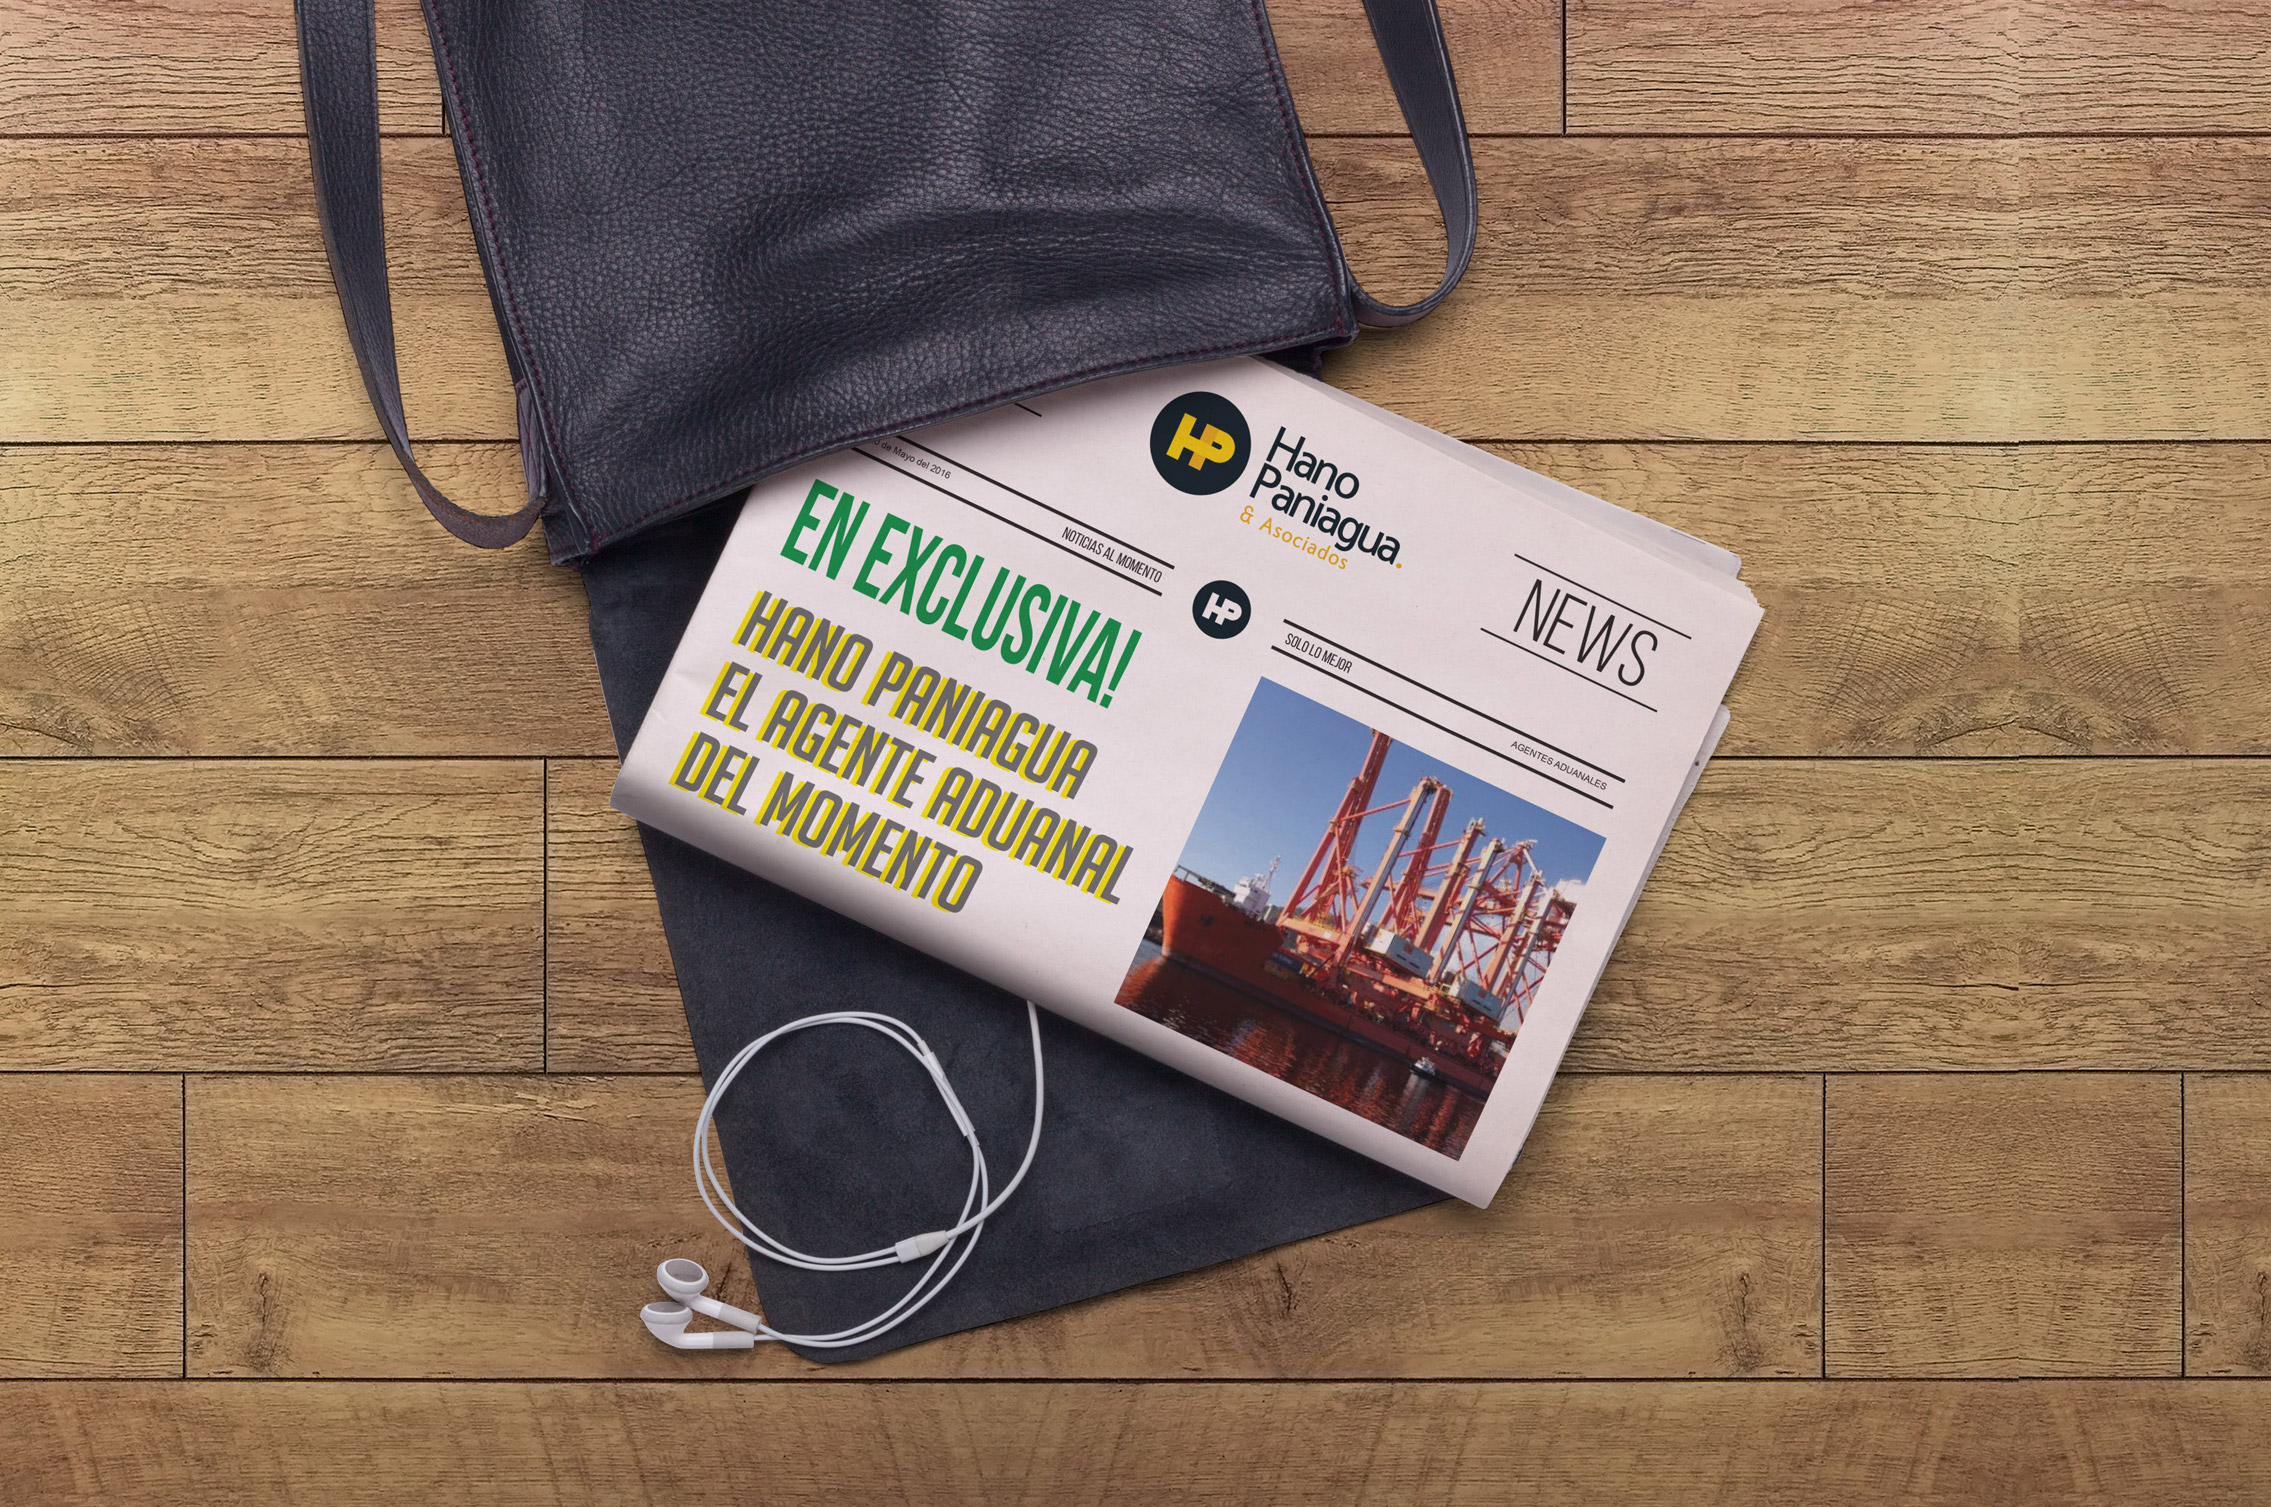 HP
Hano
Paniagua.
& Asociados
NEWS
de Mayo del 2016
NOTICIAS AL MOMENTO
HP
SOLO LO MEJOR
AGENTES ADUANALES
EN EXCLUSIVA!
HANO PANIAGUA
EL AGENTE ADUANAL
DEL MOMENTO